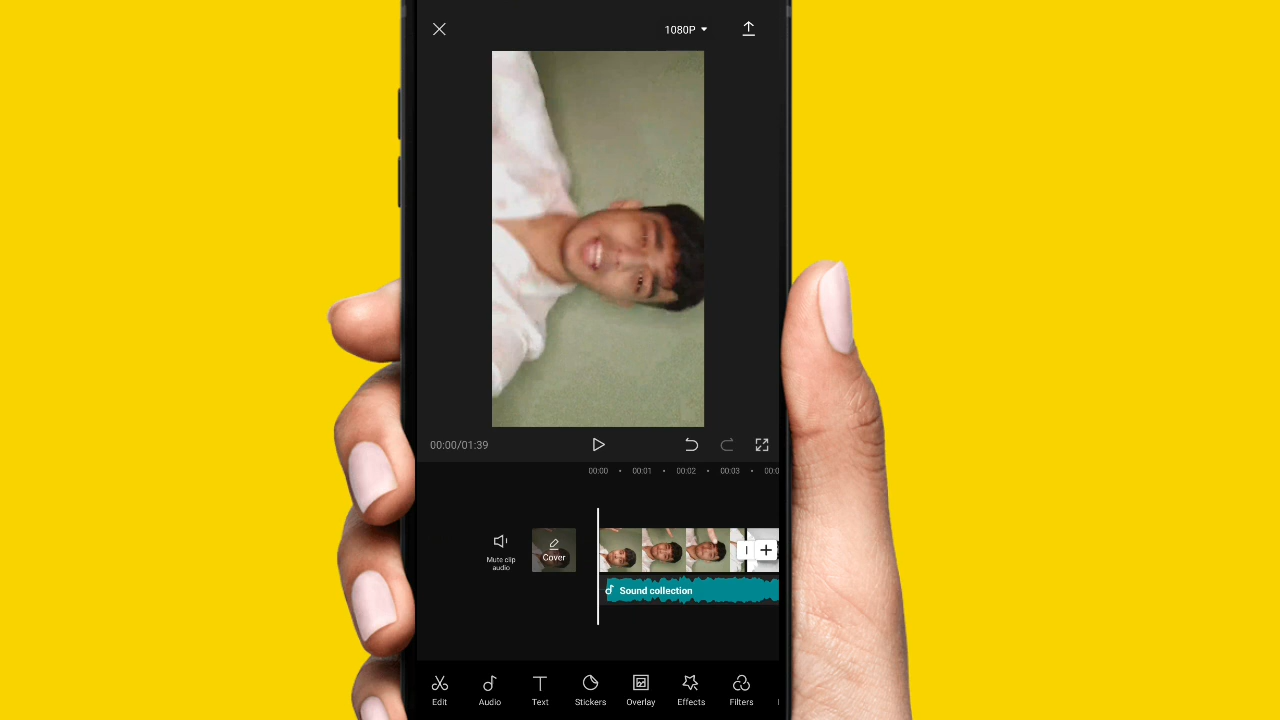 1080P
00:00/01:39
00:00 00:01 00:02 00:03
Mute clip
audio
Cover
Sound collection
Edit Audio Text Stickers Overlay Effects Filters